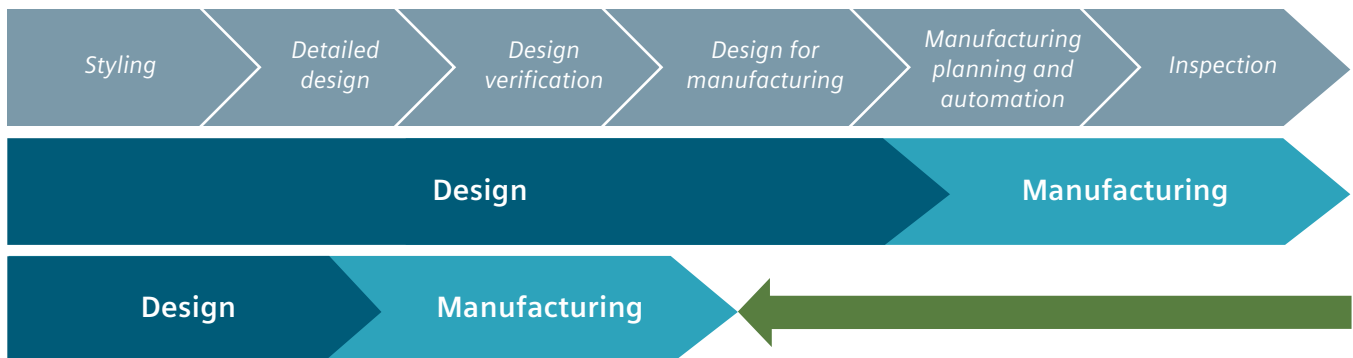 Styling
Detailed
design
Design
verification
Design for
manufacturing
Manufacturing
planning and
automation
Inspection
Design
Manufacturing
Design
Manufacturing